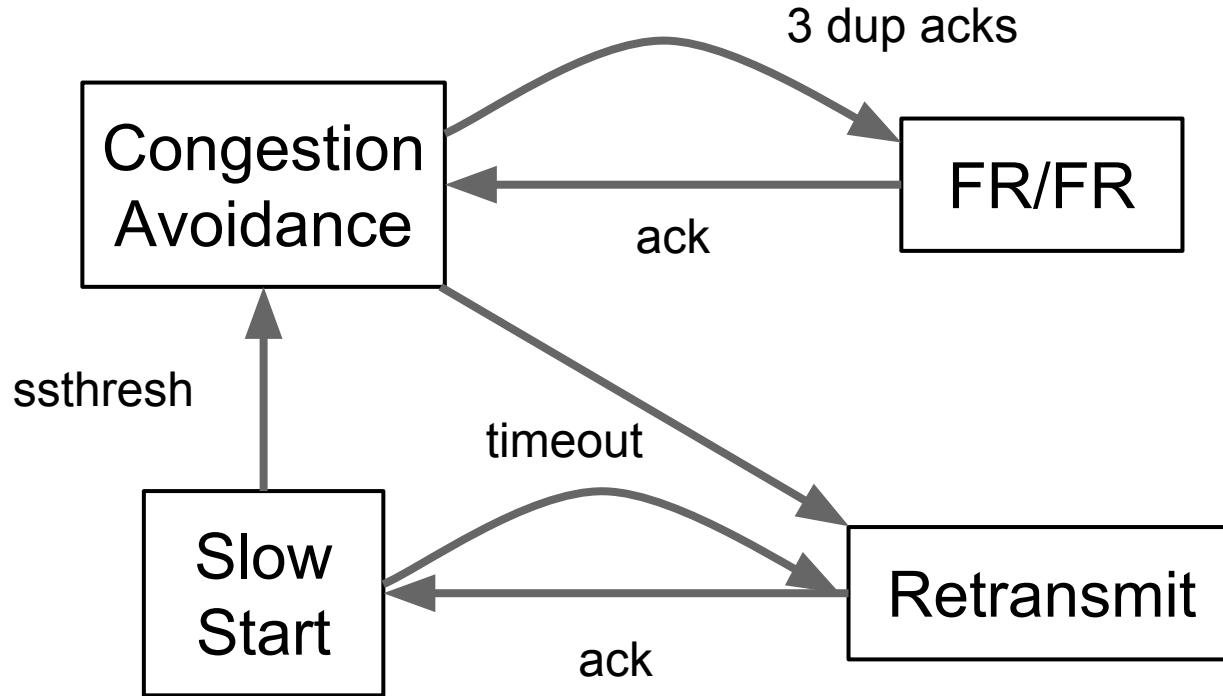 3 dup acks
Congestion
Avoidance
FR/FR
ack
ssthresh
timeout
Slow
Start
Retransmit
ack